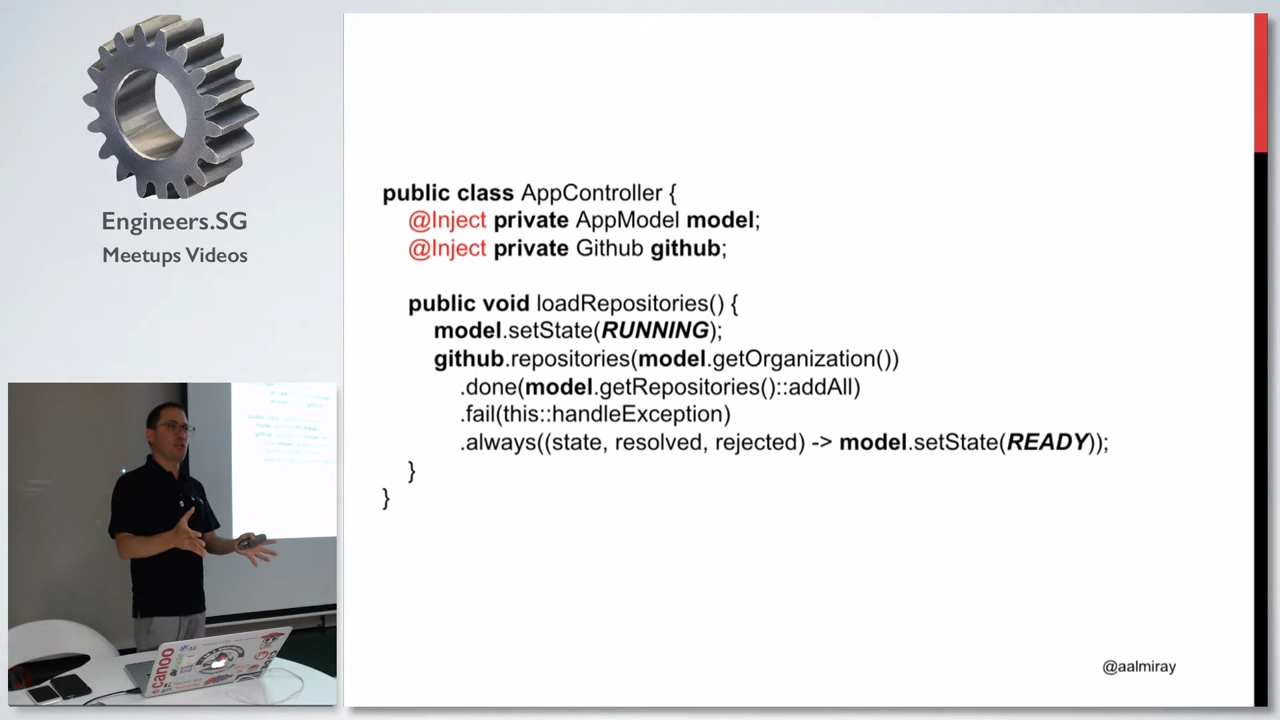 Engineers.SG
Meetups Videos
public class AppController {
@Inject private AppModel model;
@Inject private Github github;
public void loadRepositories() {
model.setState(RUNNING);
github.repositories(model.getOrganization())
.done(model.getRepositories()::addAll)
.fail(this::handleException)
.always((state, resolved, rejected) -> model.setState(READY));
}
}
@aalmiray
canoo